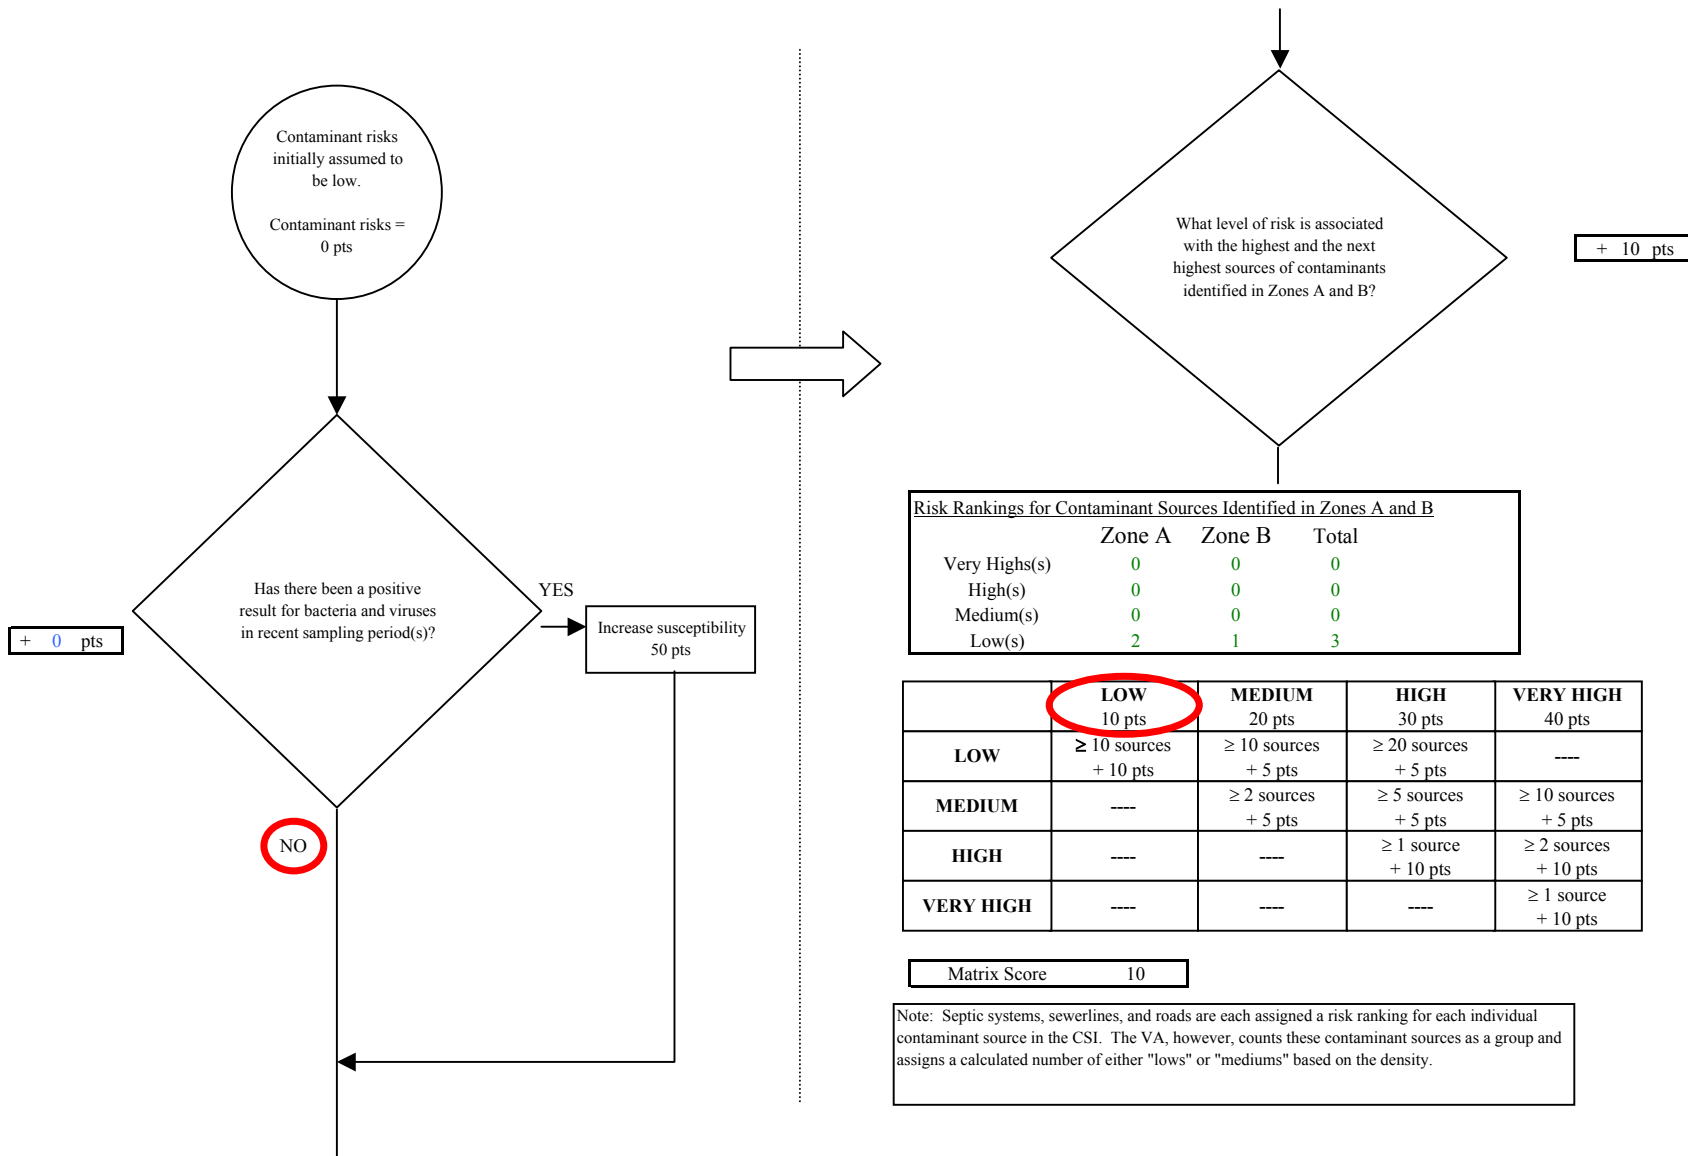 Contaminant risks
initially assumed to
be low.
Contaminant risks =
0 pts
Has there been a positive
result for bacteria and viruses
in recent sampling period(s)?
+ 0 pts
YES
Increase susceptibility
50 pts
NO
What level of risk is associated
with the highest and the next
highest sources of contaminants
identified in Zones A and B?
+ 10 pts
Risk Rankings for Contaminant Sources Identified in Zones A and B
Zone A Zone B Total
Very Highs(s) 0 0 0
High(s) 0 0 0
Medium(s) 0 0 0
Low(s) 2 1 3
LOW MEDIUM HIGH VERY HIGH
10 pts 20 pts 30 pts 40 pts
LOW ≥ 10 sources ≥ 10 sources ≥ 20 sources ----
+ 10 pts + 5 pts + 5 pts
MEDIUM ---- ≥ 2 sources ≥ 5 sources ≥ 10 sources
+ 5 pts + 5 pts + 5 pts
HIGH ---- ---- ≥ 1 source ≥ 2 sources
+ 10 pts + 10 pts
VERY HIGH ---- ---- ---- ≥ 1 source
+ 10 pts
Matrix Score 10
Note: Septic systems, sewerlines, and roads are each assigned a risk ranking for each individual
contaminant source in the CSI. The VA, however, counts these contaminant sources as a group and
assigns a calculated number of either "lows" or "mediums" based on the density.